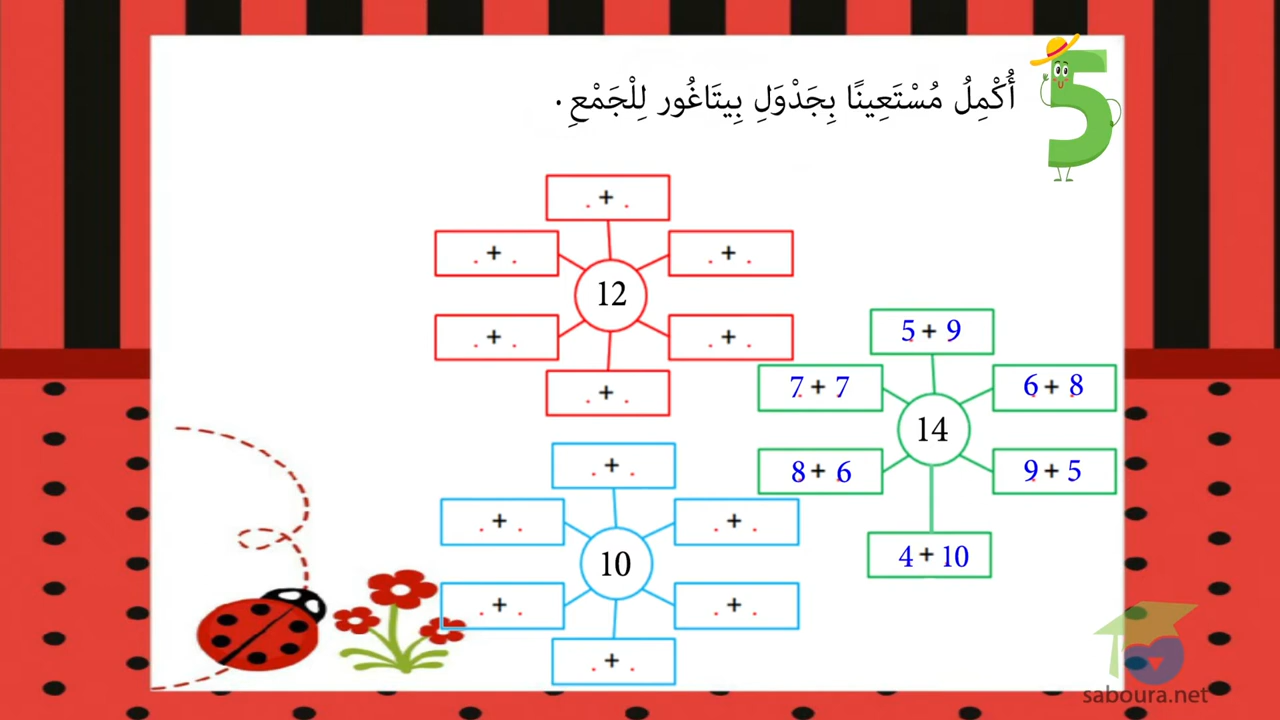 5
أُكْمِلُ مُسْتَعِينًا بِجَدْوَلِ بِيتَاغُور لِلْجَمْعِ .
. + .
. + . . + .
12
. + . . + .
. + .
5 + 9
7 + 7 6 + 8
14
8 + 6 9 + 5
4 + 10
. + .
. + . . + .
10
. + . . + .
. + .
saboura.net